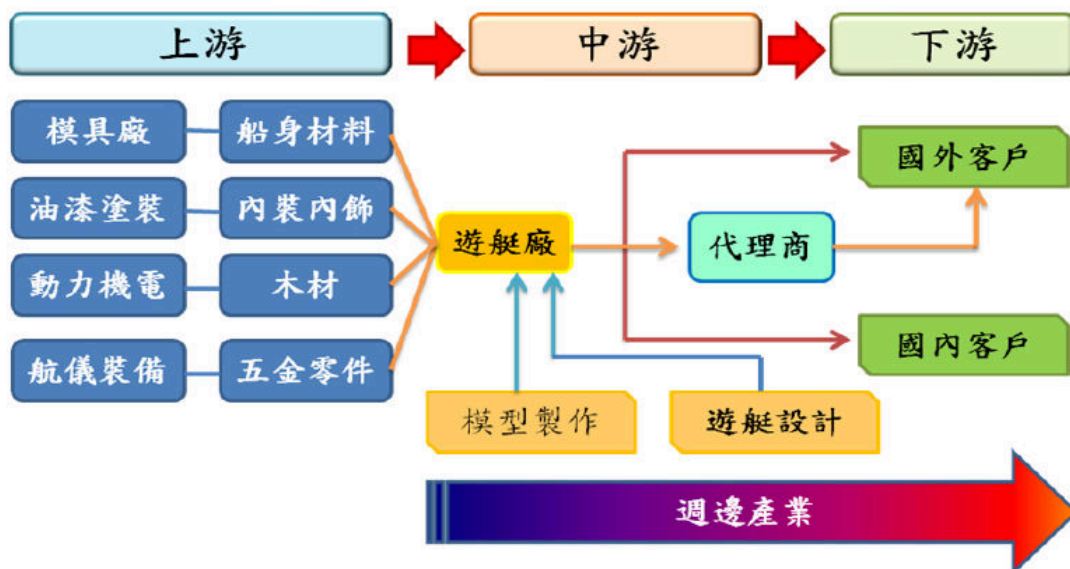 上游
中游
下游
模具廠
船身材料
國外客戶
油漆塗裝
內裝內飾
遊艇廠
代理商
動力機電
木材
國內客戶
航儀裝備
五金零件
模型製作
遊艇設計
週邊產業